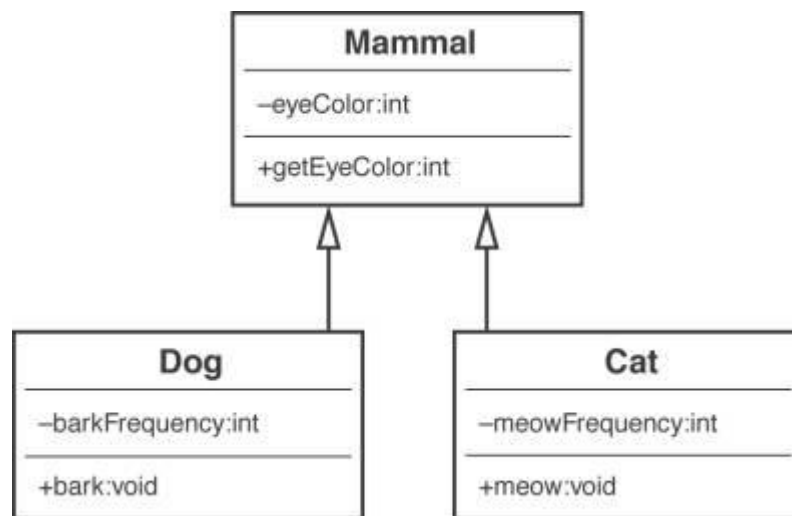 Mammal
–eyeColor:int
+getEyeColor:int
Dog
–barkFrequency:int
+bark:void
Cat
–meowFrequency:int
+meow:void